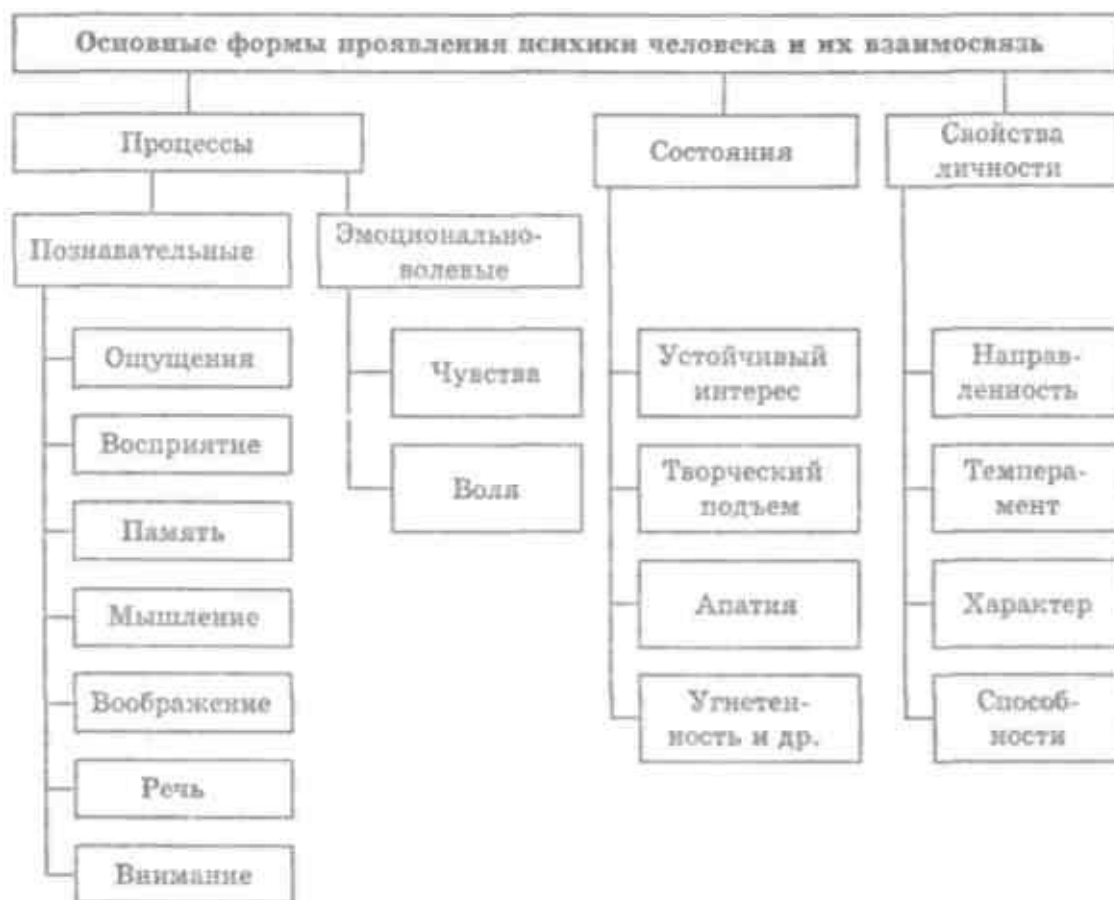 Основные формы проявления психики человека и их взаимосвязь
Процессы
Состояния
Свойства
личности
Познавательные
Эмоционально-
волевые
Ощущения
Восприятие
Память
Мышление
Воображение
Речь
Внимание
Чувства
Воля
Устойчивый
интерес
Творческий
подъем
Апатия
Угнетен-
ность и др.
Направ-
ленность
Темпера-
мент
Характер
Способ-
ности